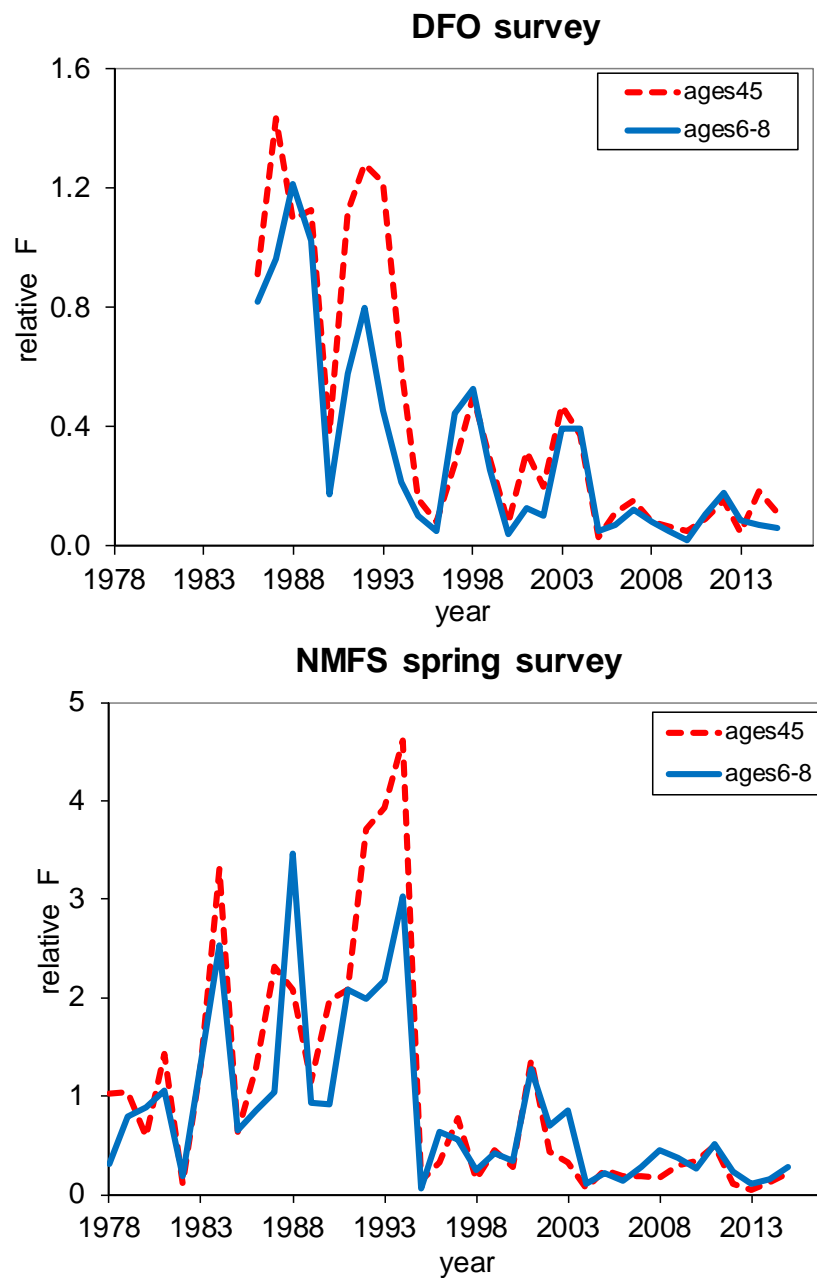 DFO survey
1.6
1.2
0.8
0.4
0.0
relative F
ages45
ages6-8
1978 1983 1988 1993 1998 2003 2008 2013
year
NMFS spring survey
5
4
3
2
1
0
relative F
ages45
ages6-8
1978 1983 1988 1993 1998 2003 2008 2013
year